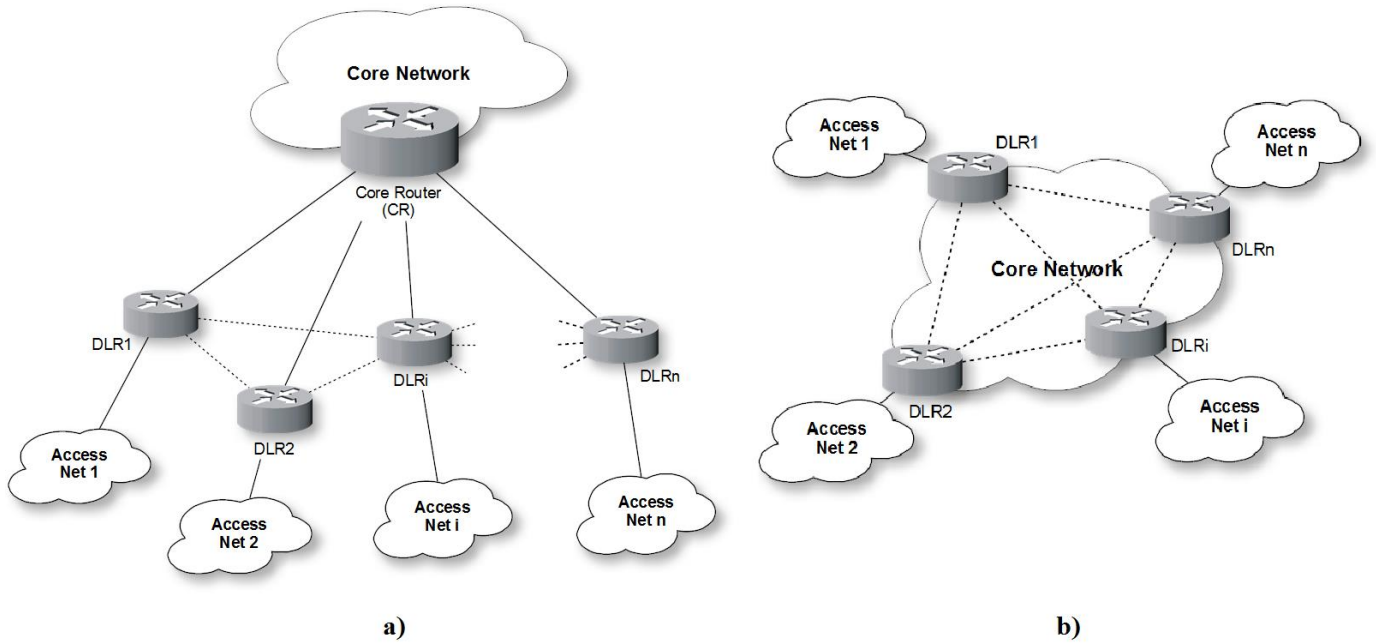 Core Network
Core Router
(CR)
DLR1
DLR2
DLRi
DLRn
Access
Net 1
Access
Net 2
Access
Net i
Access
Net n
a)
Access
Net 1
DLR1
Access
Net n
DLRn
Core Network
DLRi
DLR2
Access
Net 2
Access
Net i
b)